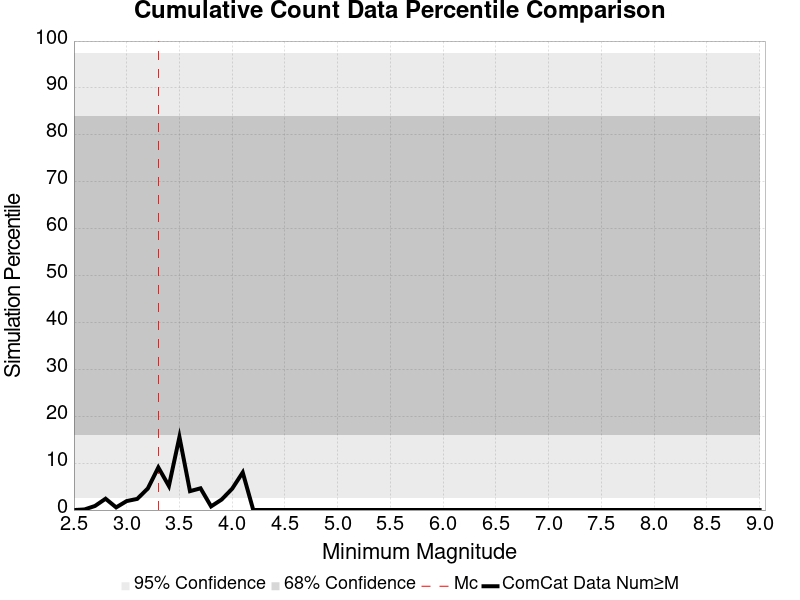 Cumulative Count Data Percentile Comparison
100
90
80
70
60
50
40
30
20
10
0
Simulation Percentile
2.5 3.0 3.5 4.0 4.5 5.0 5.5 6.0 6.5 7.0 7.5 8.0 8.5 9.0
Minimum Magnitude
95% Confidence 68% Confidence Mc ComCat Data Num≥M